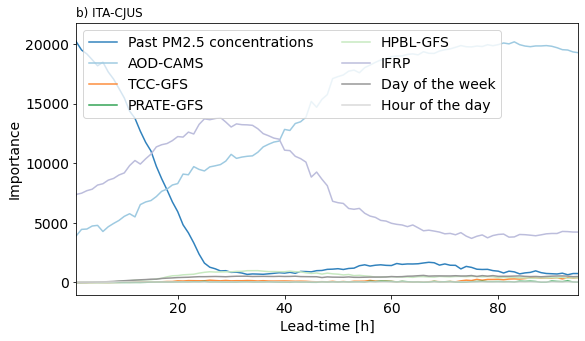 b) ITA-CJUS
Past PM2.5 concentrations
AOD-CAMS
TCC-GFS
PRATE-GFS
HPBL-GFS
IFRP
Day of the week
Hour of the day
Importance
20000
15000
10000
5000
0
20
40
60
80
Lead-time [h]